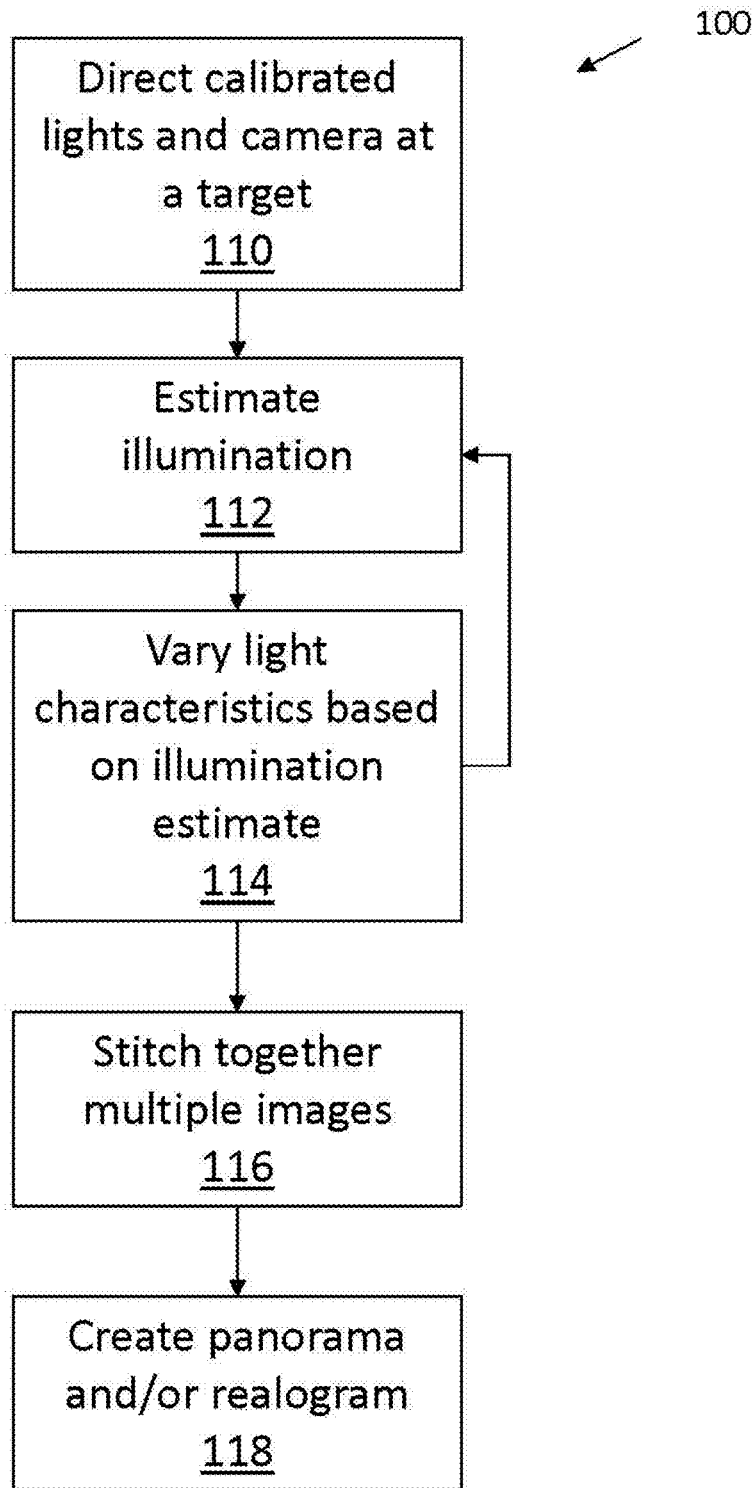 100
Direct calibrated
lights and camera at
a target
110
Estimate
illumination
112
Vary light
characteristics based
on illumination
estimate
114
Stitch together
multiple images
116
Create panorama
and/or realogram
118